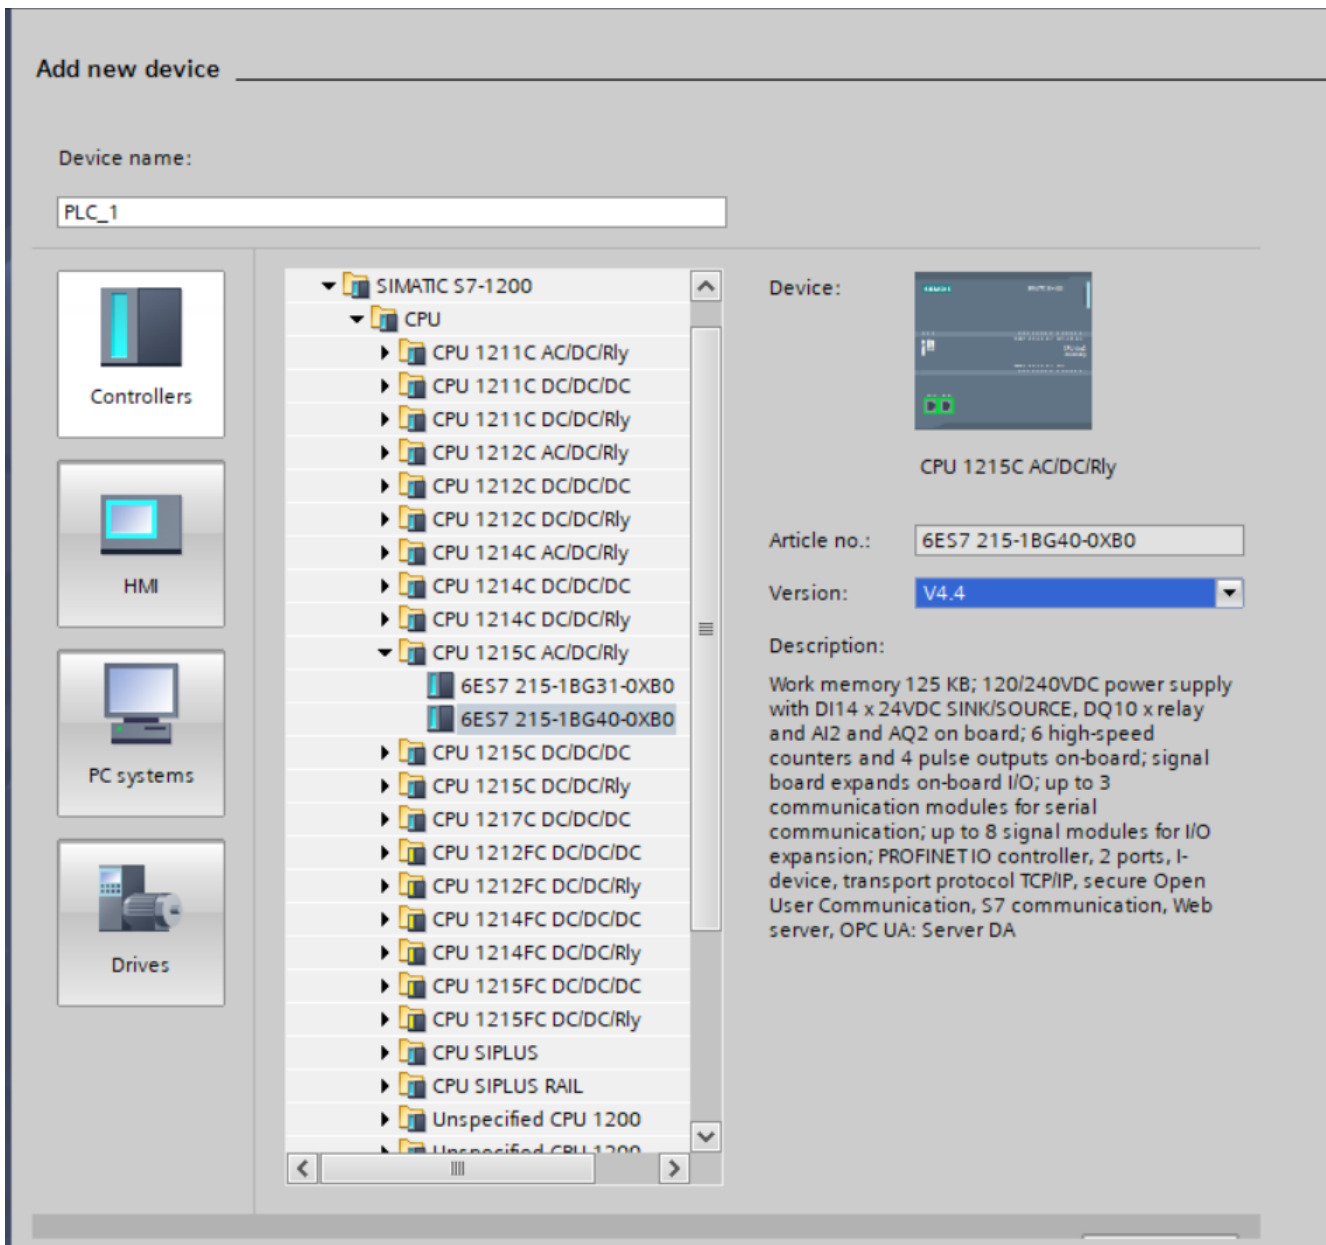 Add new device
Device name:
PLC_1
Controllers
HMI
PC systems
Drives
SIMATIC S7-1200
CPU
CPU 1211C AC/DC/Rly
CPU 1211C DC/DC/DC
CPU 1211C DC/DC/Rly
CPU 1212C AC/DC/Rly
CPU 1212C DC/DC/DC
CPU 1212C DC/DC/Rly
CPU 1214C AC/DC/Rly
CPU 1214C DC/DC/DC
CPU 1214C DC/DC/Rly
CPU 1215C AC/DC/Rly
6ES7 215-1BG31-0XB0
6ES7 215-1BG40-0XB0
CPU 1215C DC/DC/DC
CPU 1215C DC/DC/Rly
CPU 1217C DC/DC/DC
CPU 1212FC DC/DC/DC
CPU 1212FC DC/DC/Rly
CPU 1214FC DC/DC/DC
CPU 1214FC DC/DC/Rly
CPU 1215FC DC/DC/DC
CPU 1215FC DC/DC/Rly
CPU SIPLUS
CPU SIPLUS RAIL
Unspecified CPU 1200
Unspecified CPU 1200
Device:
SIEMENS
CPU 1215C AC/DC/Rly
Article no.:
6ES7 215-1BG40-0XB0
Version:
V4.4
Description:
Work memory 125 KB; 120/240VDC power supply
with DI14 x 24VDC SINK/SOURCE, DQ10 x relay
and AI2 and AQ2 on board; 6 high-speed
counters and 4 pulse outputs on-board; signal
board expands on-board I/O; up to 3
communication modules for serial
communication; up to 8 signal modules for I/O
expansion; PROFINET IO controller, 2 ports, I-
device, transport protocol TCP/IP, secure Open
User Communication, S7 communication, Web
server, OPC UA: Server DA